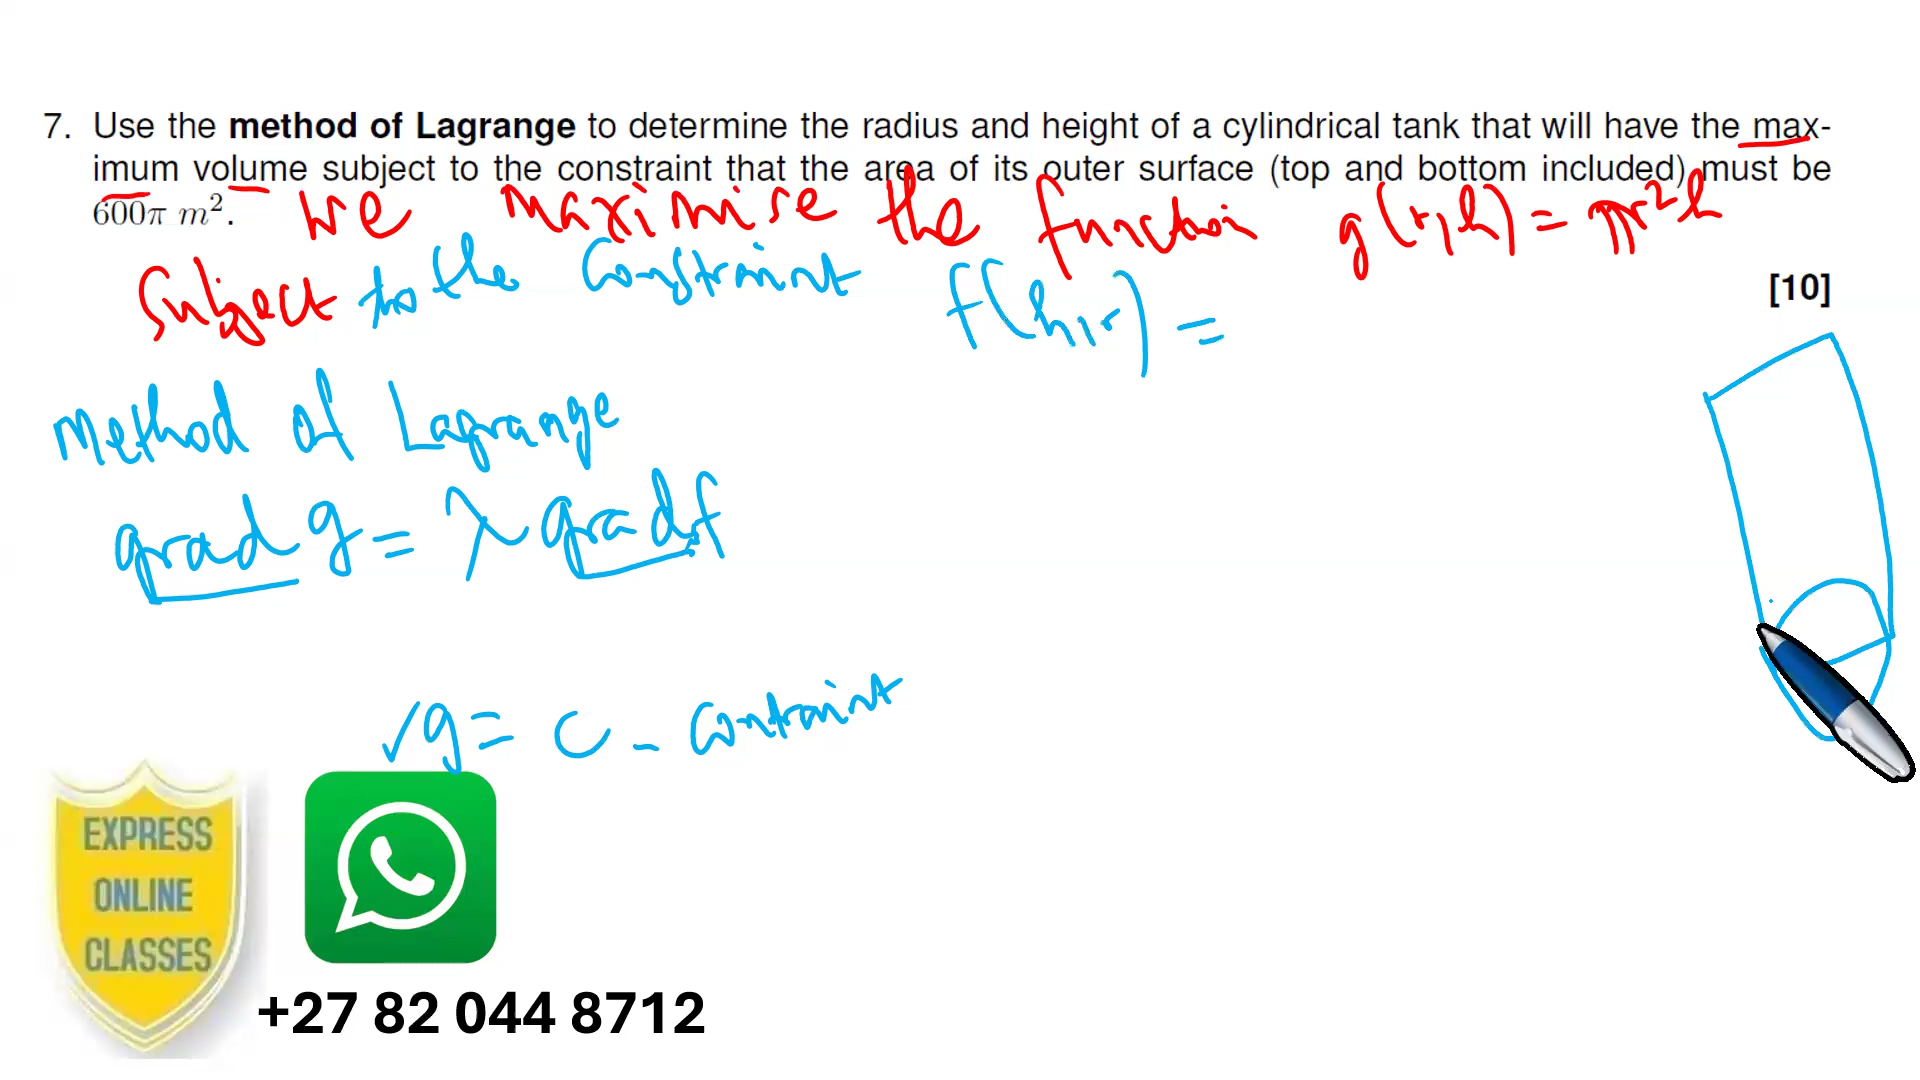 7. Use the method of Lagrange to determine the radius and height of a cylindrical tank that will have the max-
imum volume subject to the constraint that the area of its outer surface (top and bottom included) must be
600π m². We maximise the function g(r,h) = πr²h
Subject to the Constraint f(h,r) =
[10]
Method of Lagrange
grad g = λ grad f
✓g = C - Contraint
EXPRESS
ONLINE
CLASSES
+27 82 044 8712